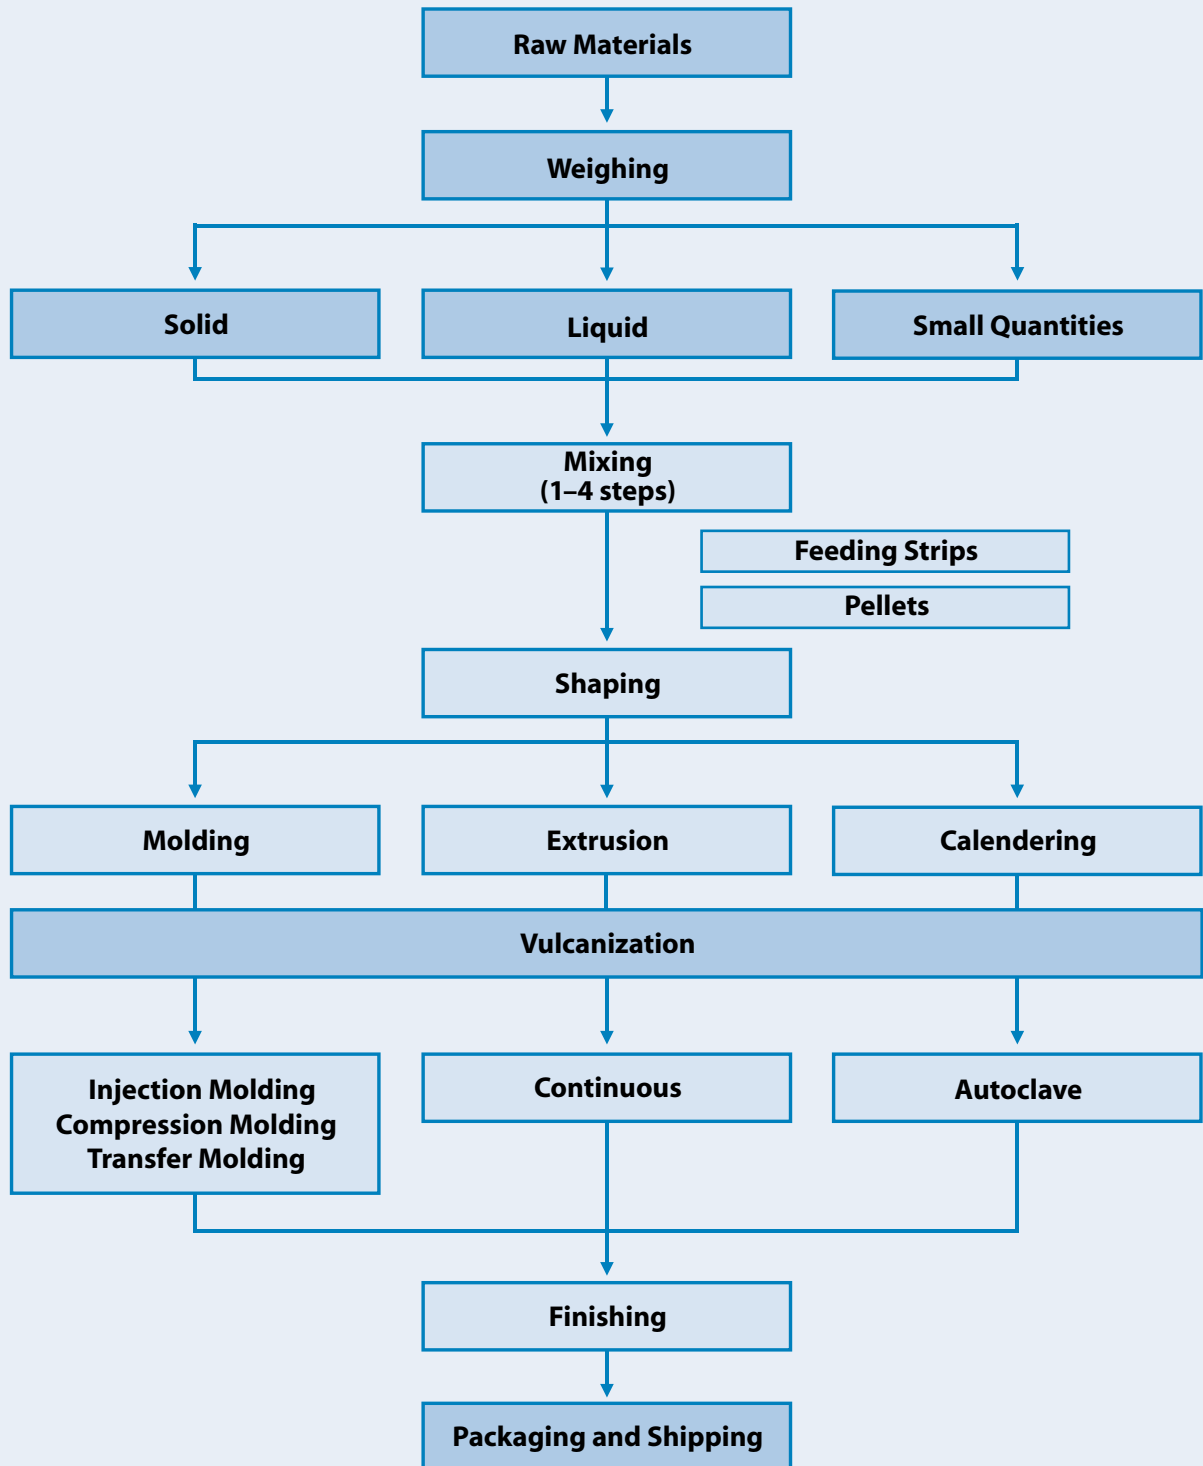 Raw Materials
Weighing
Solid
Liquid
Small Quantities
Mixing
(1–4 steps)
Feeding Strips
Pellets
Shaping
Molding
Extrusion
Calendering
Vulcanization
Injection Molding
Compression Molding
Transfer Molding
Continuous
Autoclave
Finishing
Packaging and Shipping